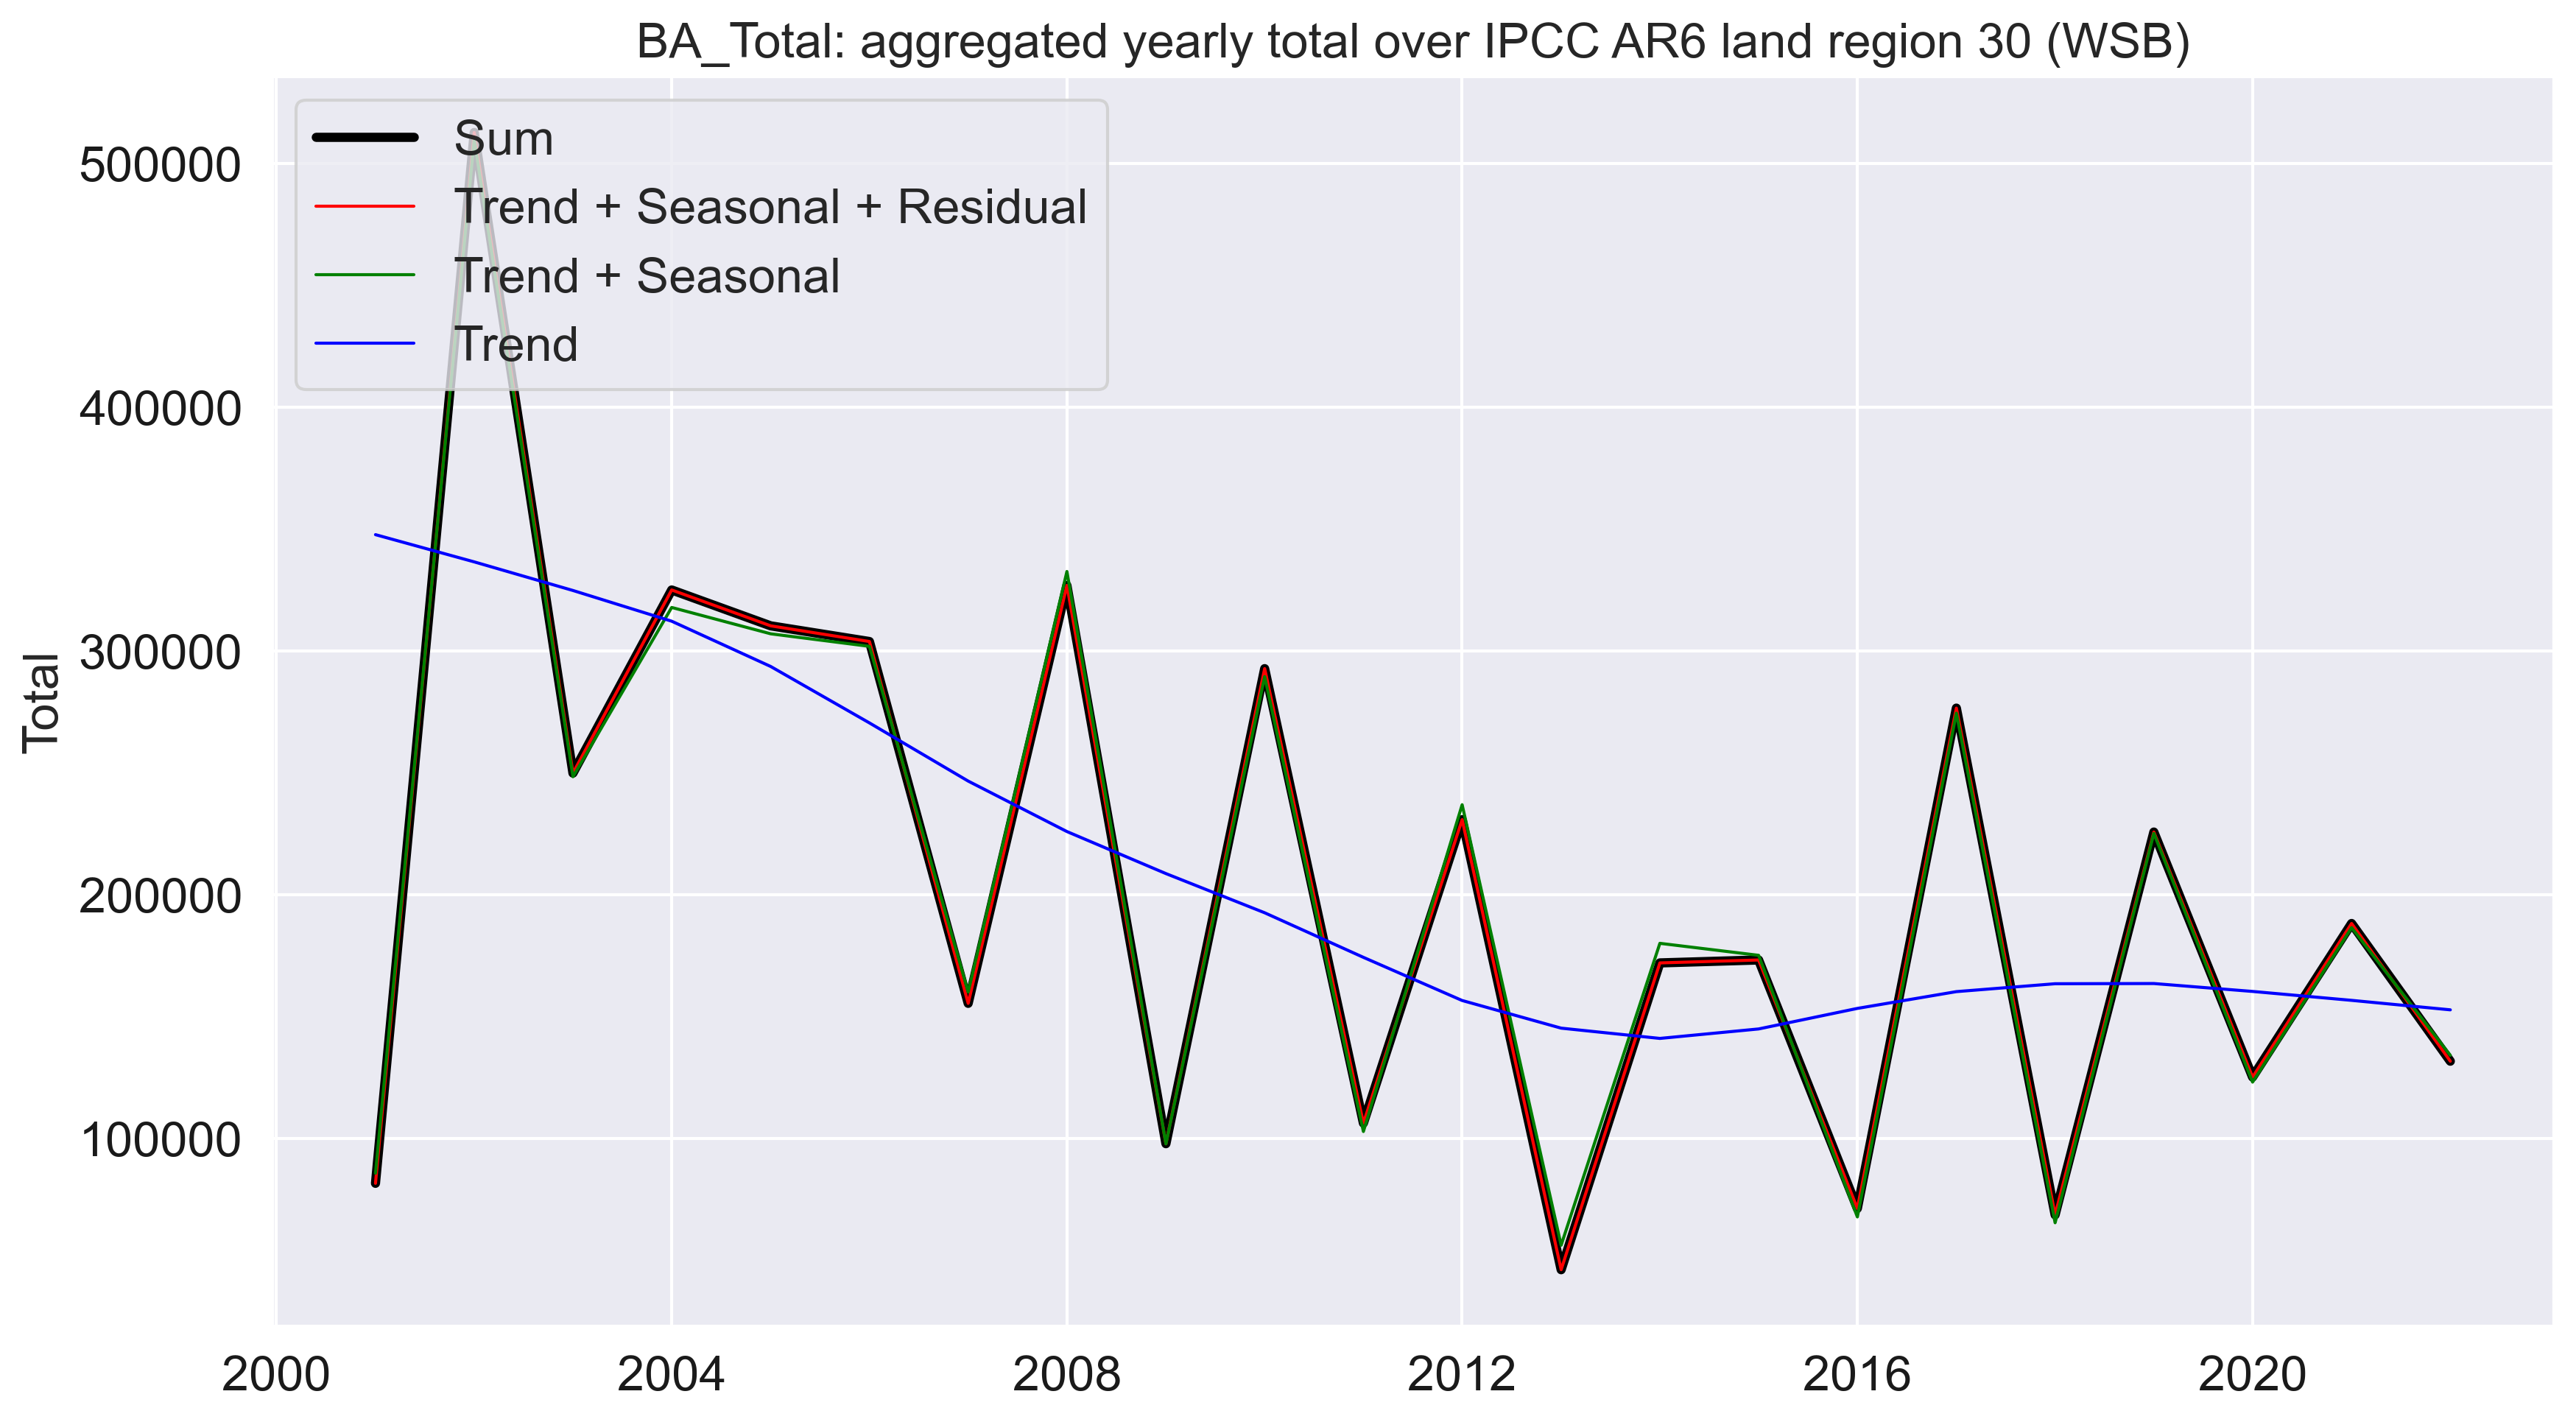 BA_Total: aggregated yearly total over IPCC AR6 land region 30 (WSB)
Sum
Trend + Seasonal + Residual
Trend + Seasonal
Trend
Total
500000
400000
300000
200000
100000
2000 2004 2008 2012 2016 2020